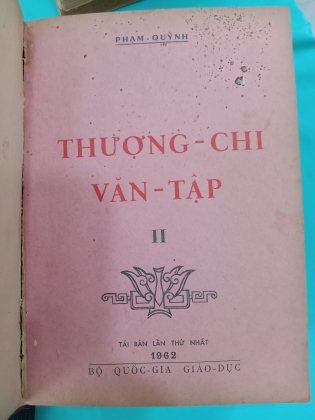 PHẠM-QUỲNH
THƯỢNG-CHI
VĂN-TẬP
II
TÁI BẢN LẦN THỨ NHẤT
1962
BỘ QUỐC-GIA GIÁO-DỤC